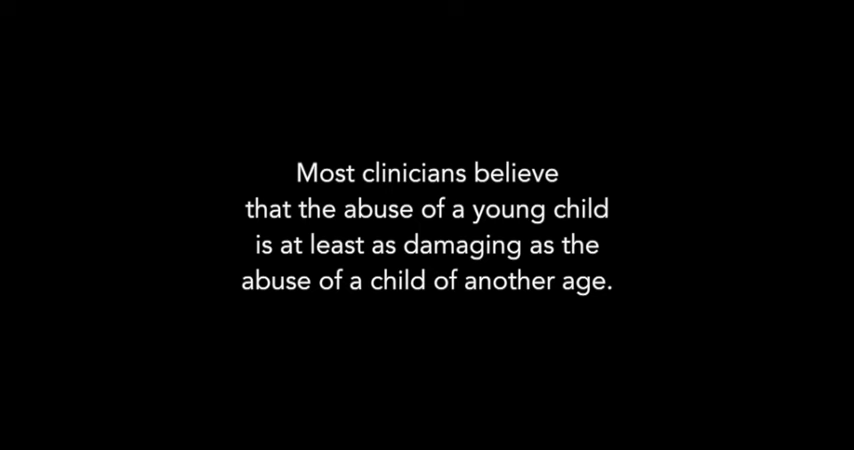 Most clinicians believe
that the abuse of a young child
is at least as damaging as the
abuse of a child of another age.